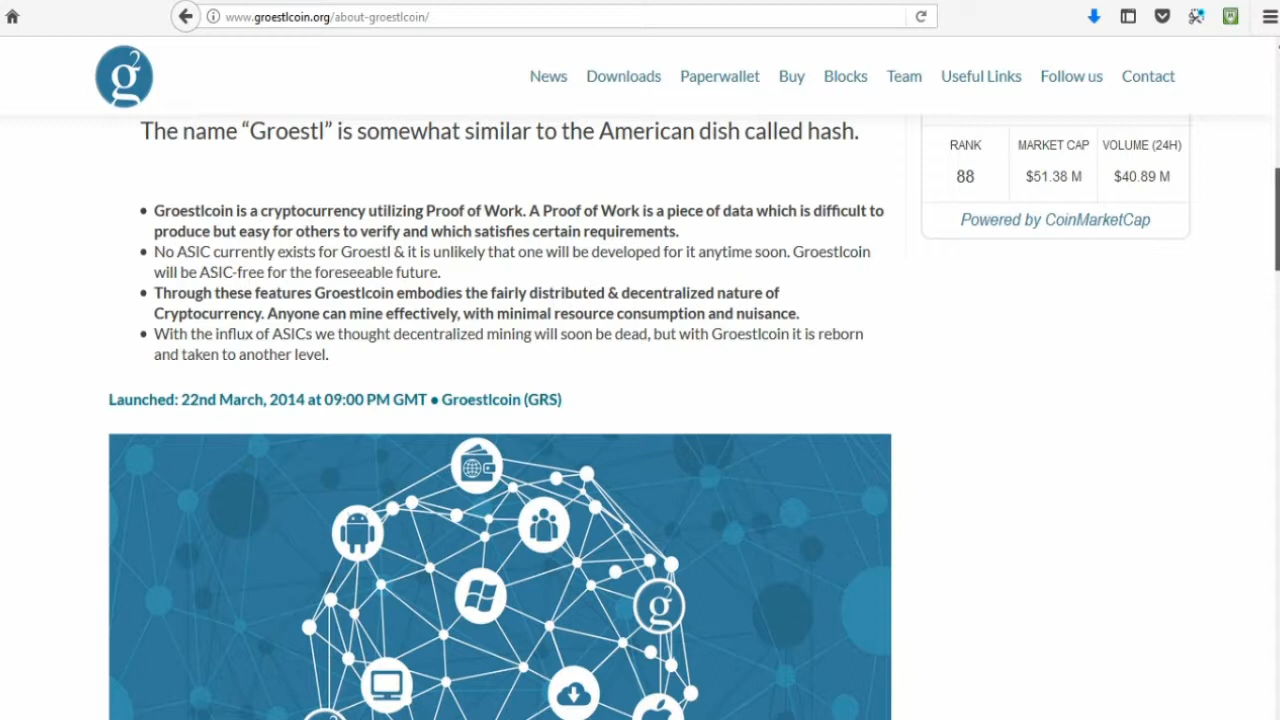 www.groestlcoin.org/about-groestlcoin/
g2
News Downloads Paperwallet Buy Blocks Team Useful Links Follow us Contact
The name “Groestl” is somewhat similar to the American dish called hash.
RANK MARKET CAP VOLUME (24H)
88 $51.38 M $40.89 M
Powered by CoinMarketCap
• Groestlcoin is a cryptocurrency utilizing Proof of Work. A Proof of Work is a piece of data which is difficult to
produce but easy for others to verify and which satisfies certain requirements.
• No ASIC currently exists for Groestl & it is unlikely that one will be developed for it anytime soon. Groestlcoin
will be ASIC-free for the foreseeable future.
• Through these features Groestlcoin embodies the fairly distributed & decentralized nature of
Cryptocurrency. Anyone can mine effectively, with minimal resource consumption and nuisance.
• With the influx of ASICs we thought decentralized mining will soon be dead, but with Groestlcoin it is reborn
and taken to another level.
Launched: 22nd March, 2014 at 09:00 PM GMT ● Groestlcoin (GRS)
g2